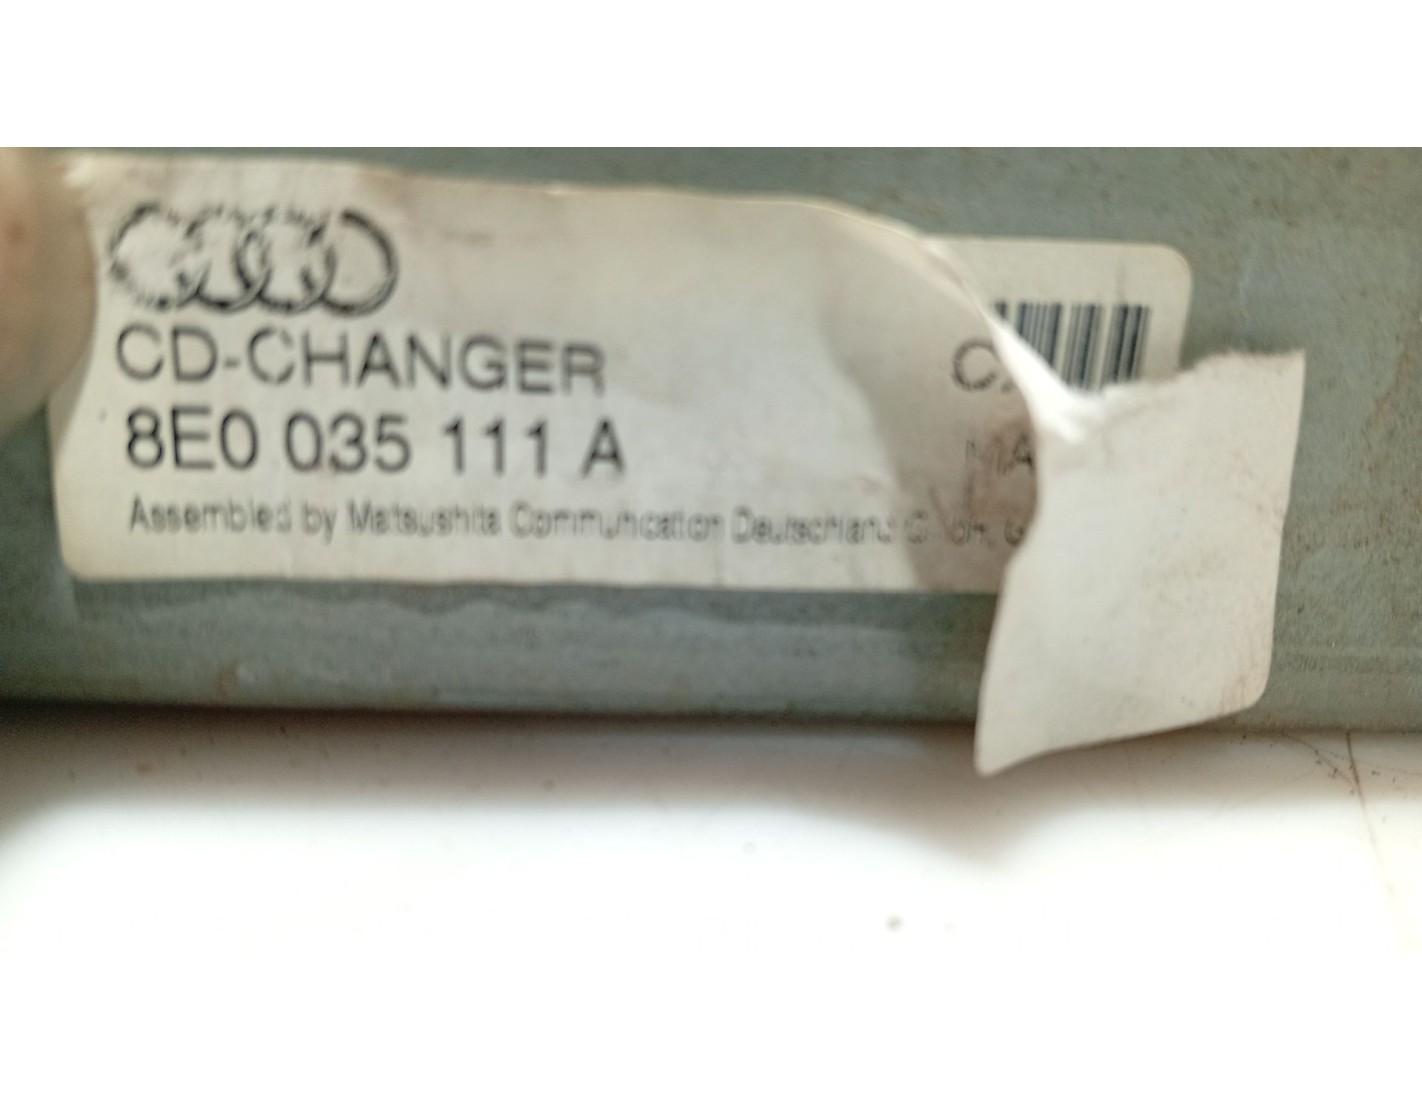 CD-CHANGER
8E0 035 111 A
Assembled by Matsushita Communication Deutschland